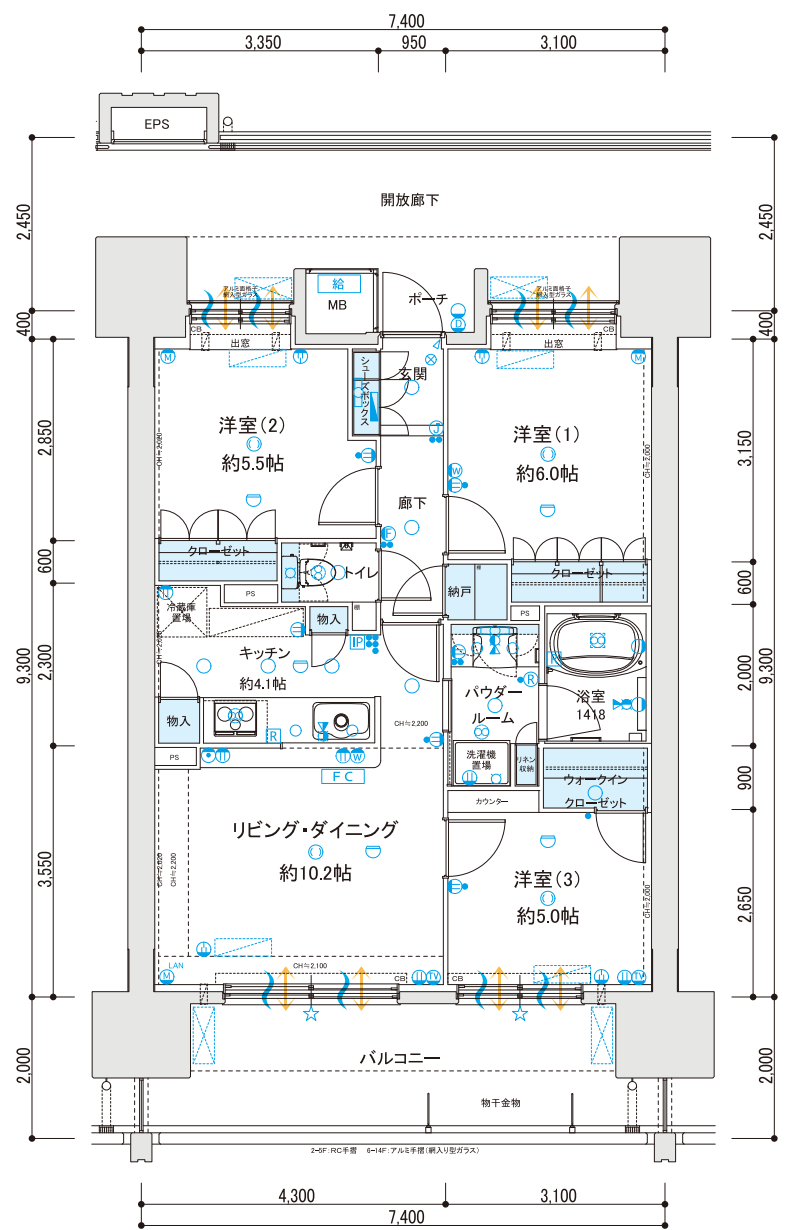 7,400
3,350
950
3,100
EPS
開放廊下
2,450
2,450
アルミ面格子
網入型ガラス
給
MB
ポーチ
D
アルミ面格子
網入型ガラス
400
400
CB
出窓
出窓
CB
M
シューズボックス
玄関
M
洋室(2)
約5.5帖
洋室(1)
約6.0帖
J
W
CH≒2,000
2,850
3,150
廊下
F
クローゼット
トイレ
クローゼット
600
600
納戸
棚
PS
PS
冷蔵庫
置場
物入
棚
IP
キッチン
約4.1帖
9,300
2,300
2,000
9,300
パウダー
ルーム
R
浴室
1418
物入
R
CH≒2,200
洗濯機
置場
リネン
収納
PS
W
FC
ウォークイン
クローゼット
900
カウンター
リビング・ダイニング
約10.2帖
CH≒2,200
3,550
洋室(3)
約5.0帖
CH≒2,000
2,650
LAN
M
CH≒2,100
CB
TV
CB
TV
バルコニー
2,000
2,000
物干金物
2-5F:RC手摺 6-14F:アルミ手摺(網入り型ガラス)
4,300
3,100
7,400